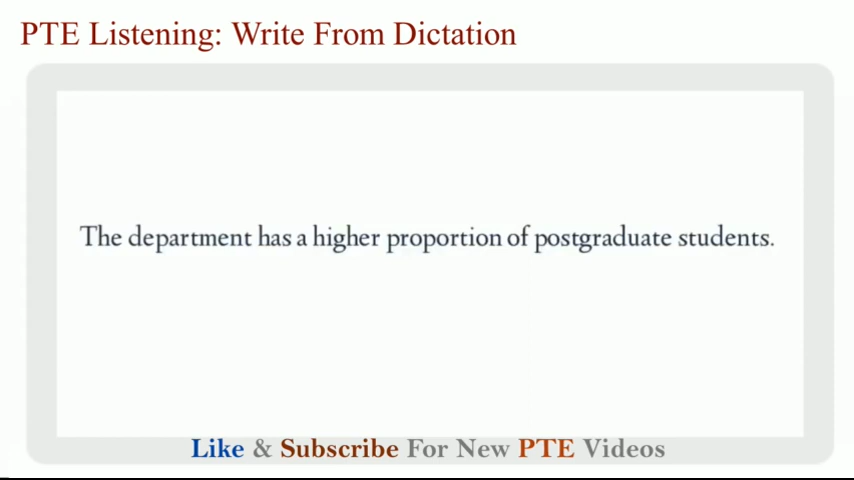 PTE Listening: Write From Dictation
The department has a higher proportion of postgraduate students.
Like & Subscribe For New PTE Videos